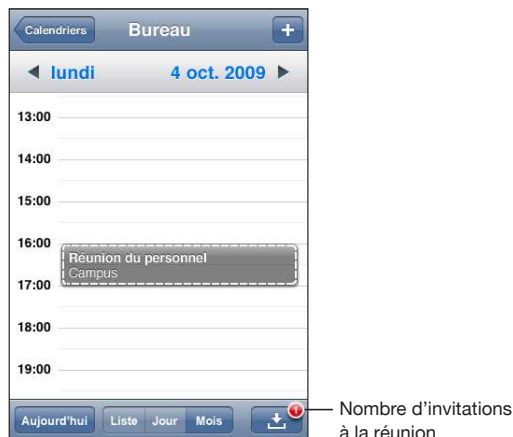 Calendriers Bureau +
lundi 4 oct. 2009
13:00
14:00
15:00
16:00
Réunion du personnel
Campus
17:00
18:00
19:00
Aujourd'hui Liste Jour Mois 1
Nombre d'invitations
à la réunion